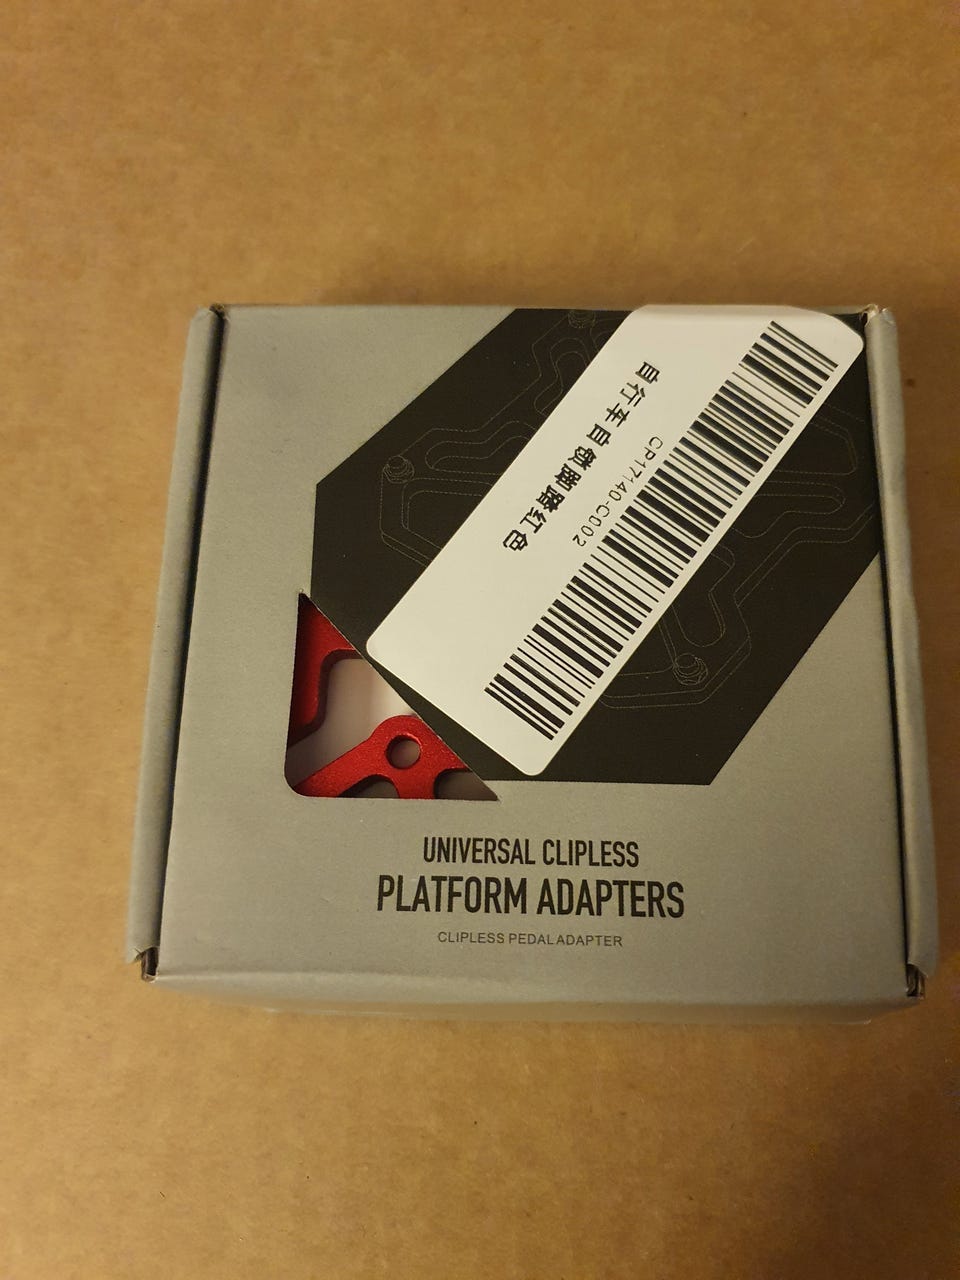 自行车自锁脚踏红色
CP17140-C002
UNIVERSAL CLIPLESS
PLATFORM ADAPTERS
CLIPLESS PEDAL ADAPTER